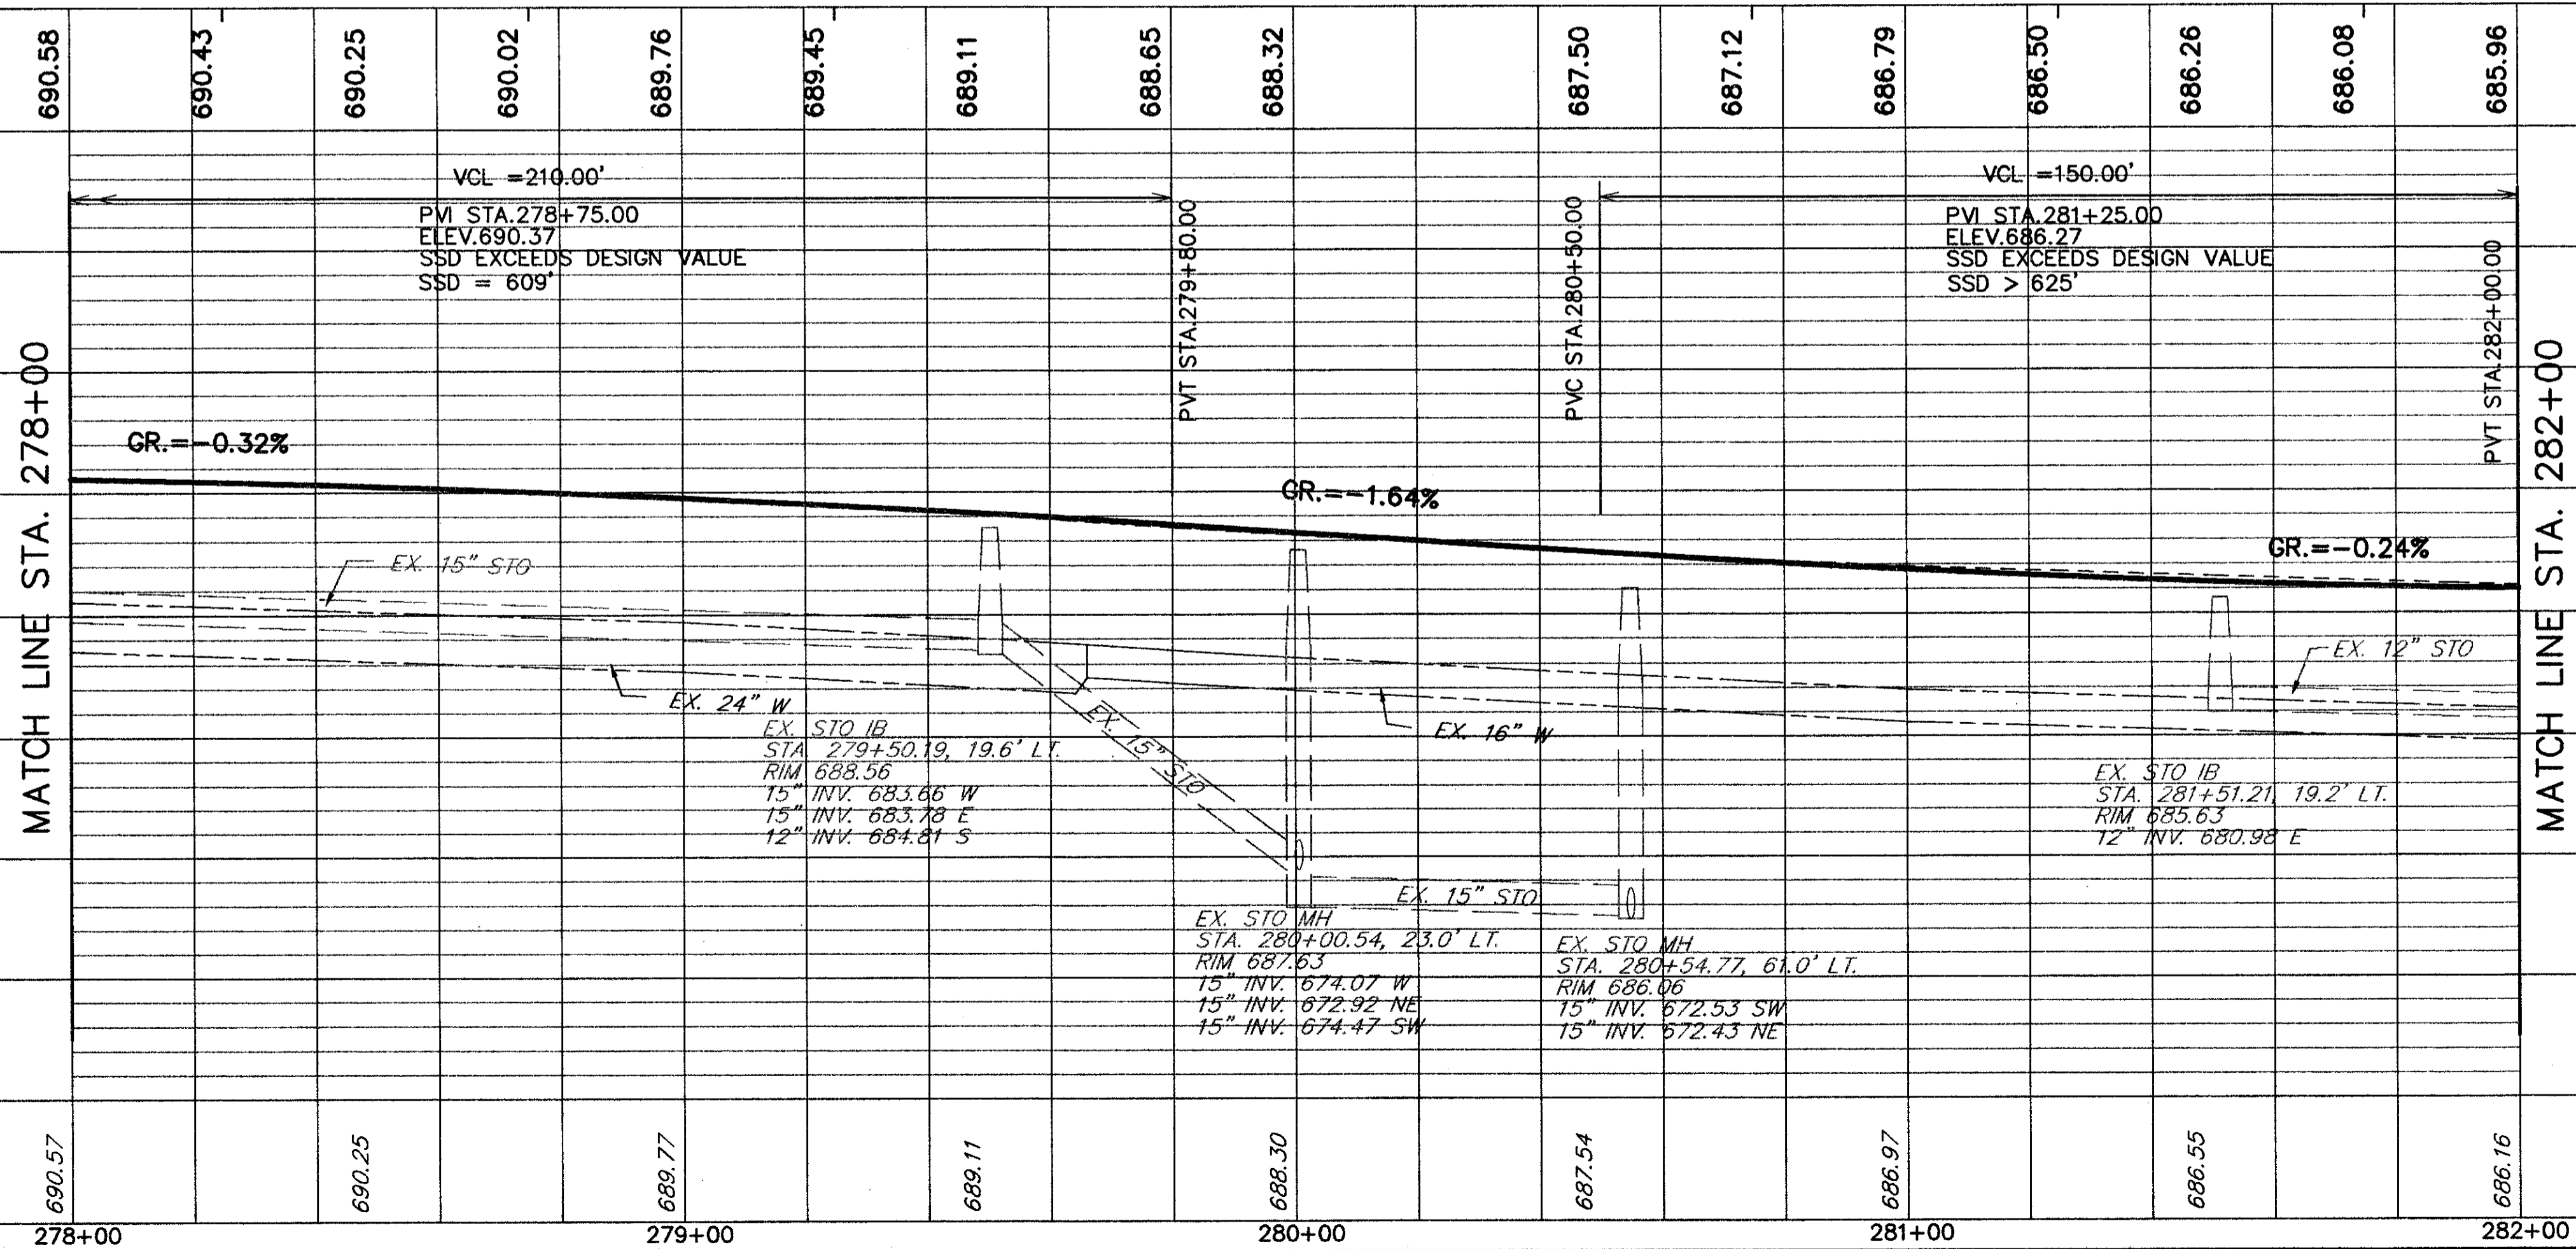 690.58
690.43
690.25
690.02
689.76
689.45
689.11
688.65
688.32
687.50
687.12
686.79
686.50
686.26
686.08
685.96
VCL =210.00'
PVI STA.278+75.00
ELEV.690.37
SSD EXCEEDS DESIGN VALUE
SSD = 609'
PVT STA.279+80.00
PVC STA.280+50.00
VCL =150.00'
PVI STA.281+25.00
ELEV.686.27
SSD EXCEEDS DESIGN VALUE
SSD > 625'
PVT STA.282+00.00
MATCH LINE STA. 278+00
MATCH LINE STA. 282+00
GR.=-0.32%
GR.=-1.64%
GR.=-0.24%
EX. 15" STO
EX. 24" W
EX. STO IB
STA. 279+50.19, 19.6' LT.
RIM 688.56
15" INV. 683.66 W
15" INV. 683.78 E
12" INV. 684.81 S
EX. 15" STO
EX. 16" W
EX. 12" STO
EX. STO IB
STA. 281+51.21, 19.2' LT.
RIM 685.63
12" INV. 680.98 E
EX. 15" STO
EX. STO MH
STA. 280+00.54, 23.0' LT.
RIM 687.63
15" INV. 674.07 W
15" INV. 672.92 NE
15" INV. 674.47 SW
EX. STO MH
STA. 280+54.77, 61.0' LT.
RIM 686.06
15" INV. 672.53 SW
15" INV. 672.43 NE
690.57
690.25
689.77
689.11
688.30
687.54
686.97
686.55
686.16
278+00
279+00
280+00
281+00
282+00